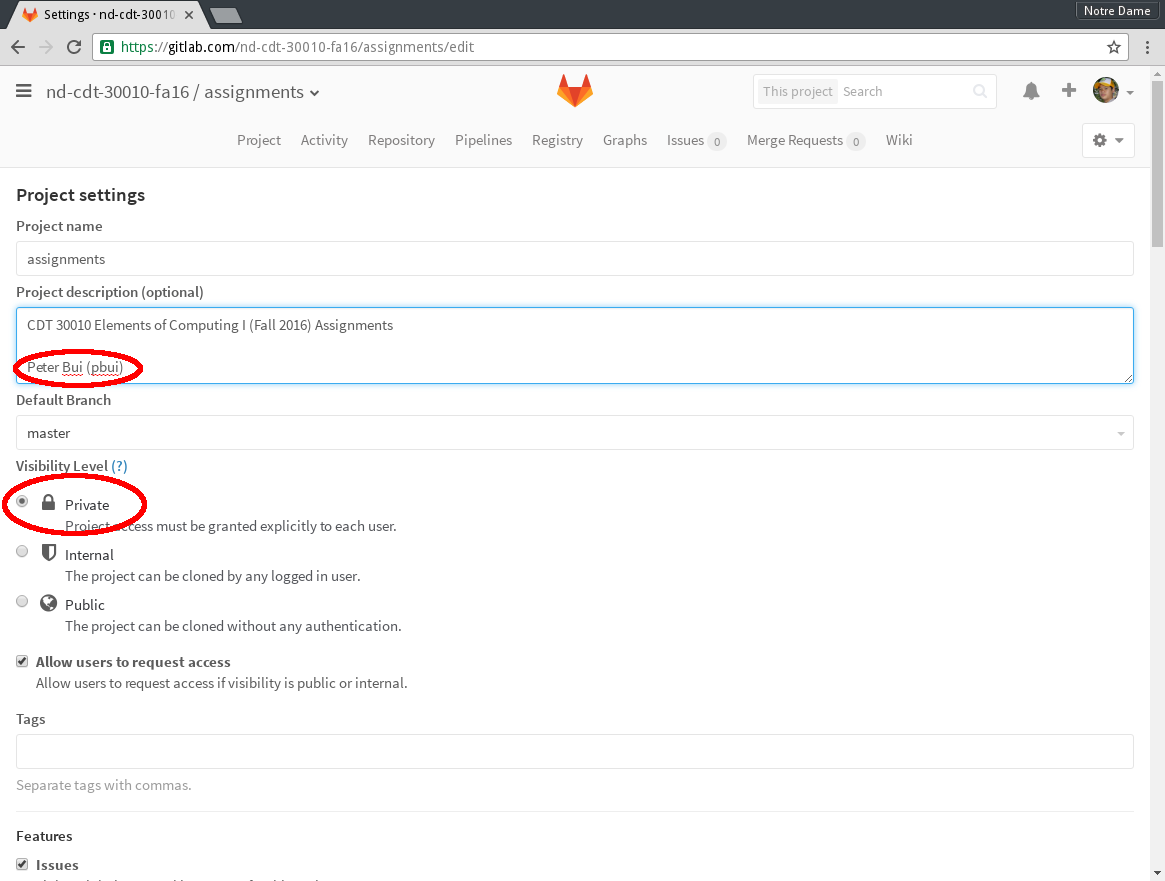 Settings · nd-cdt-30010
Notre Dame
https://gitlab.com/nd-cdt-30010-fa16/assignments/edit
nd-cdt-30010-fa16 / assignments
This project Search
Project Activity Repository Pipelines Registry Graphs Issues 0 Merge Requests 0 Wiki
Project settings
Project name
assignments
Project description (optional)
CDT 30010 Elements of Computing I (Fall 2016) Assignments
Peter Bui (pbui)
Default Branch
master
Visibility Level (?)
Private
Project access must be granted explicitly to each user.
Internal
The project can be cloned by any logged in user.
Public
The project can be cloned without any authentication.
Allow users to request access
Allow users to request access if visibility is public or internal.
Tags
Separate tags with commas.
Features
Issues